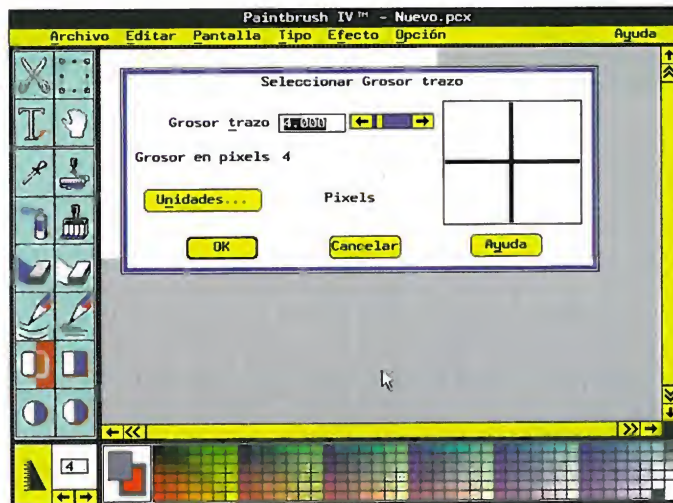 Paintbrush IV™ - Nuevo.pcx
Archivo Editar Pantalla Tipo Efecto Opción Ayuda
Seleccionar Grosor trazo
Grosor trazo 4.000
Grosor en pixels 4
Unidades... Pixels
OK Cancelar Ayuda
4